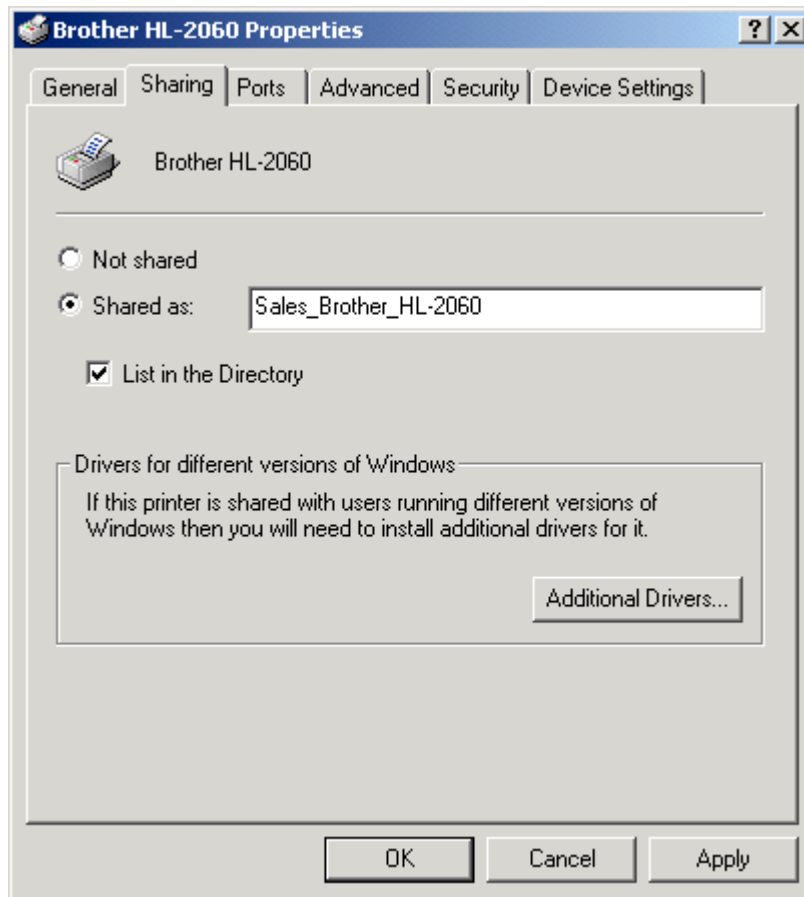 Brother HL-2060 Properties
General Sharing Ports Advanced Security Device Settings
Brother HL-2060
Not shared
Shared as: Sales_Brother_HL-2060
List in the Directory
Drivers for different versions of Windows
If this printer is shared with users running different versions of
Windows then you will need to install additional drivers for it.
Additional Drivers...
OK Cancel Apply